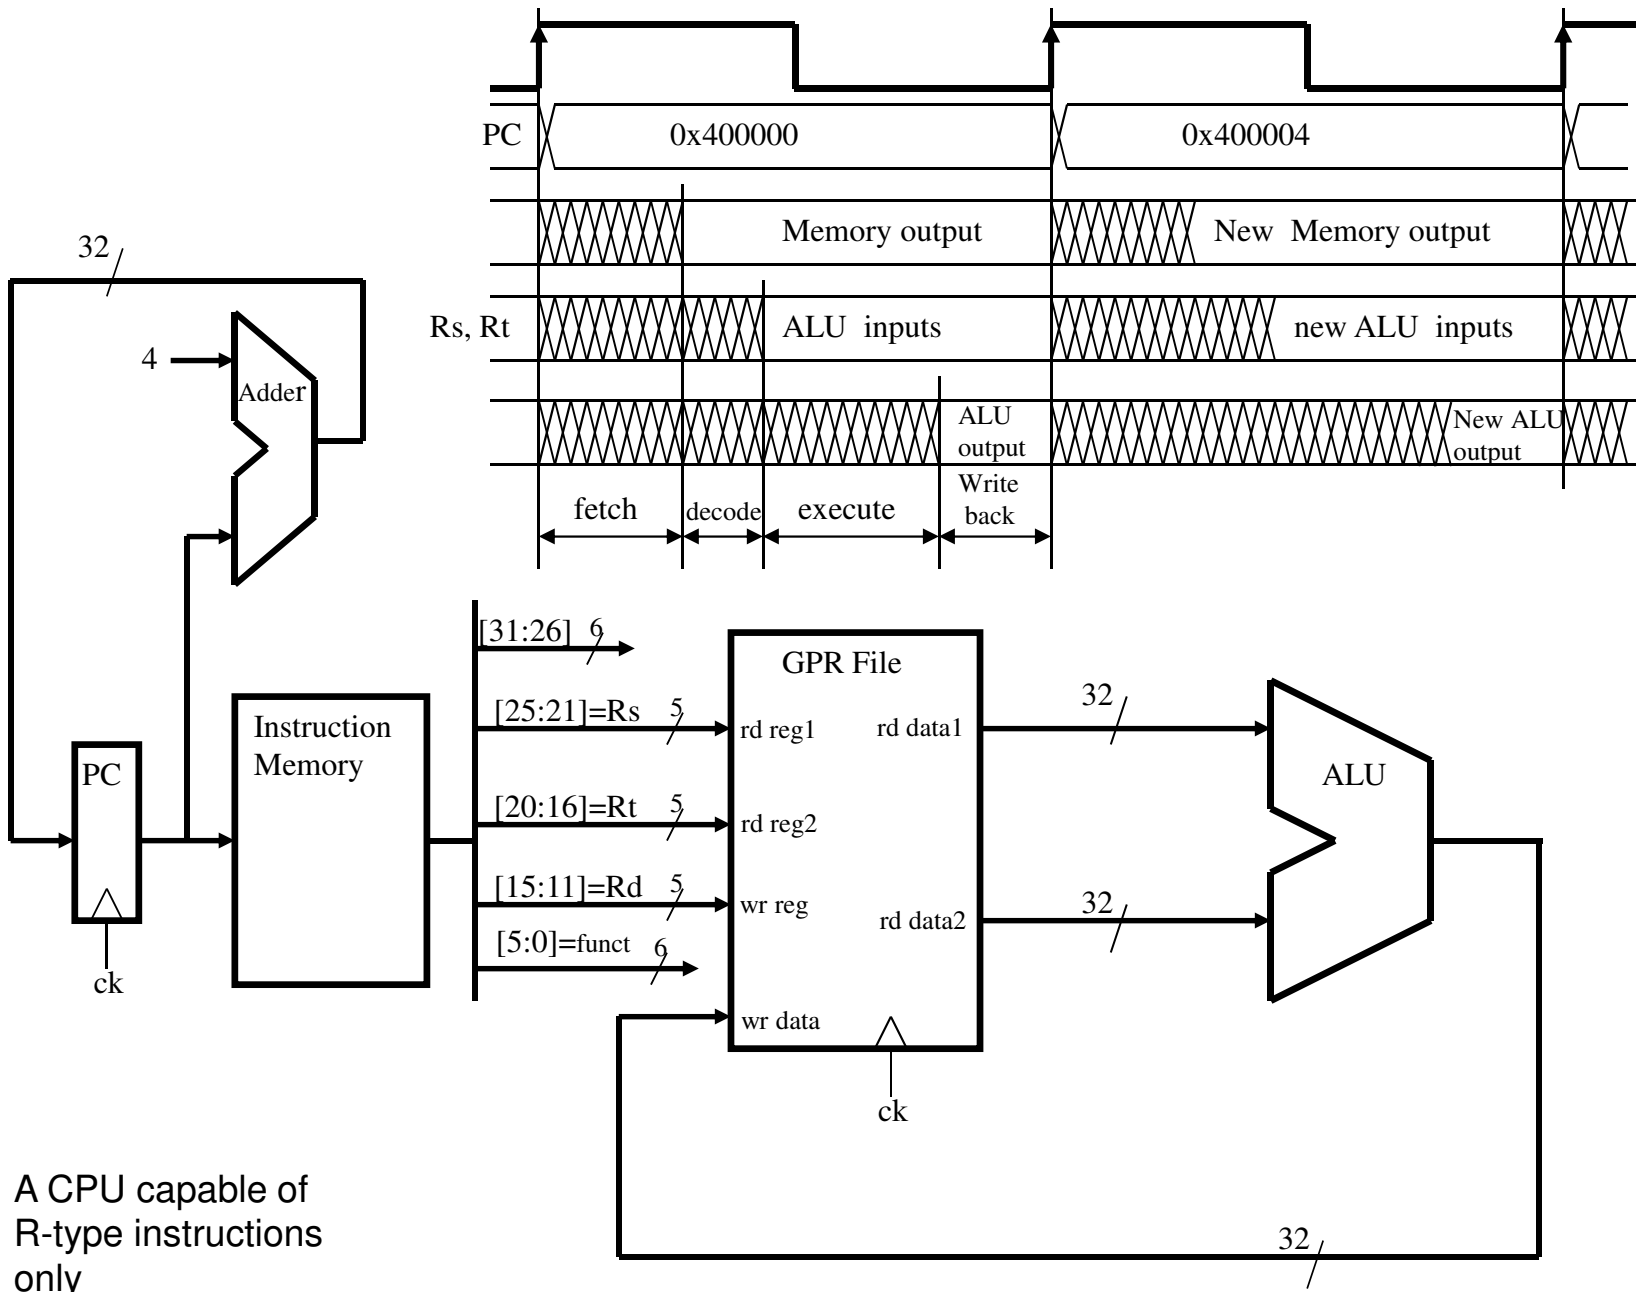 PC
0x400000
0x400004
Memory output
New Memory output
32
Rs, Rt
ALU inputs
new ALU inputs
4
Adder
ALU
output
New ALU
output
Write
back
fetch
decode
execute
[31:26]
6
GPR File
[25:21]=Rs
5
rd reg1
rd data1
32
Instruction
Memory
PC
ALU
[20:16]=Rt
5
rd reg2
[15:11]=Rd
5
wr reg
rd data2
32
[5:0]=funct
6
ck
wr data
ck
A CPU capable of
R-type instructions
only
32